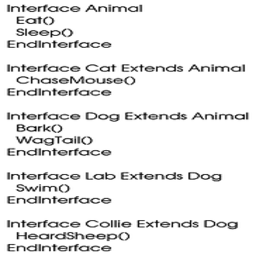 Interface Animal
Eat()
Sleep()
EndInterface
Interface Cat Extends Animal
ChaseMouse()
EndInterface
Interface Dog Extends Animal
Bark()
WagTail()
EndInterface
Interface Lab Extends Dog
Swim()
EndInterface
Interface Collie Extends Dog
HeardSheep()
EndInterface